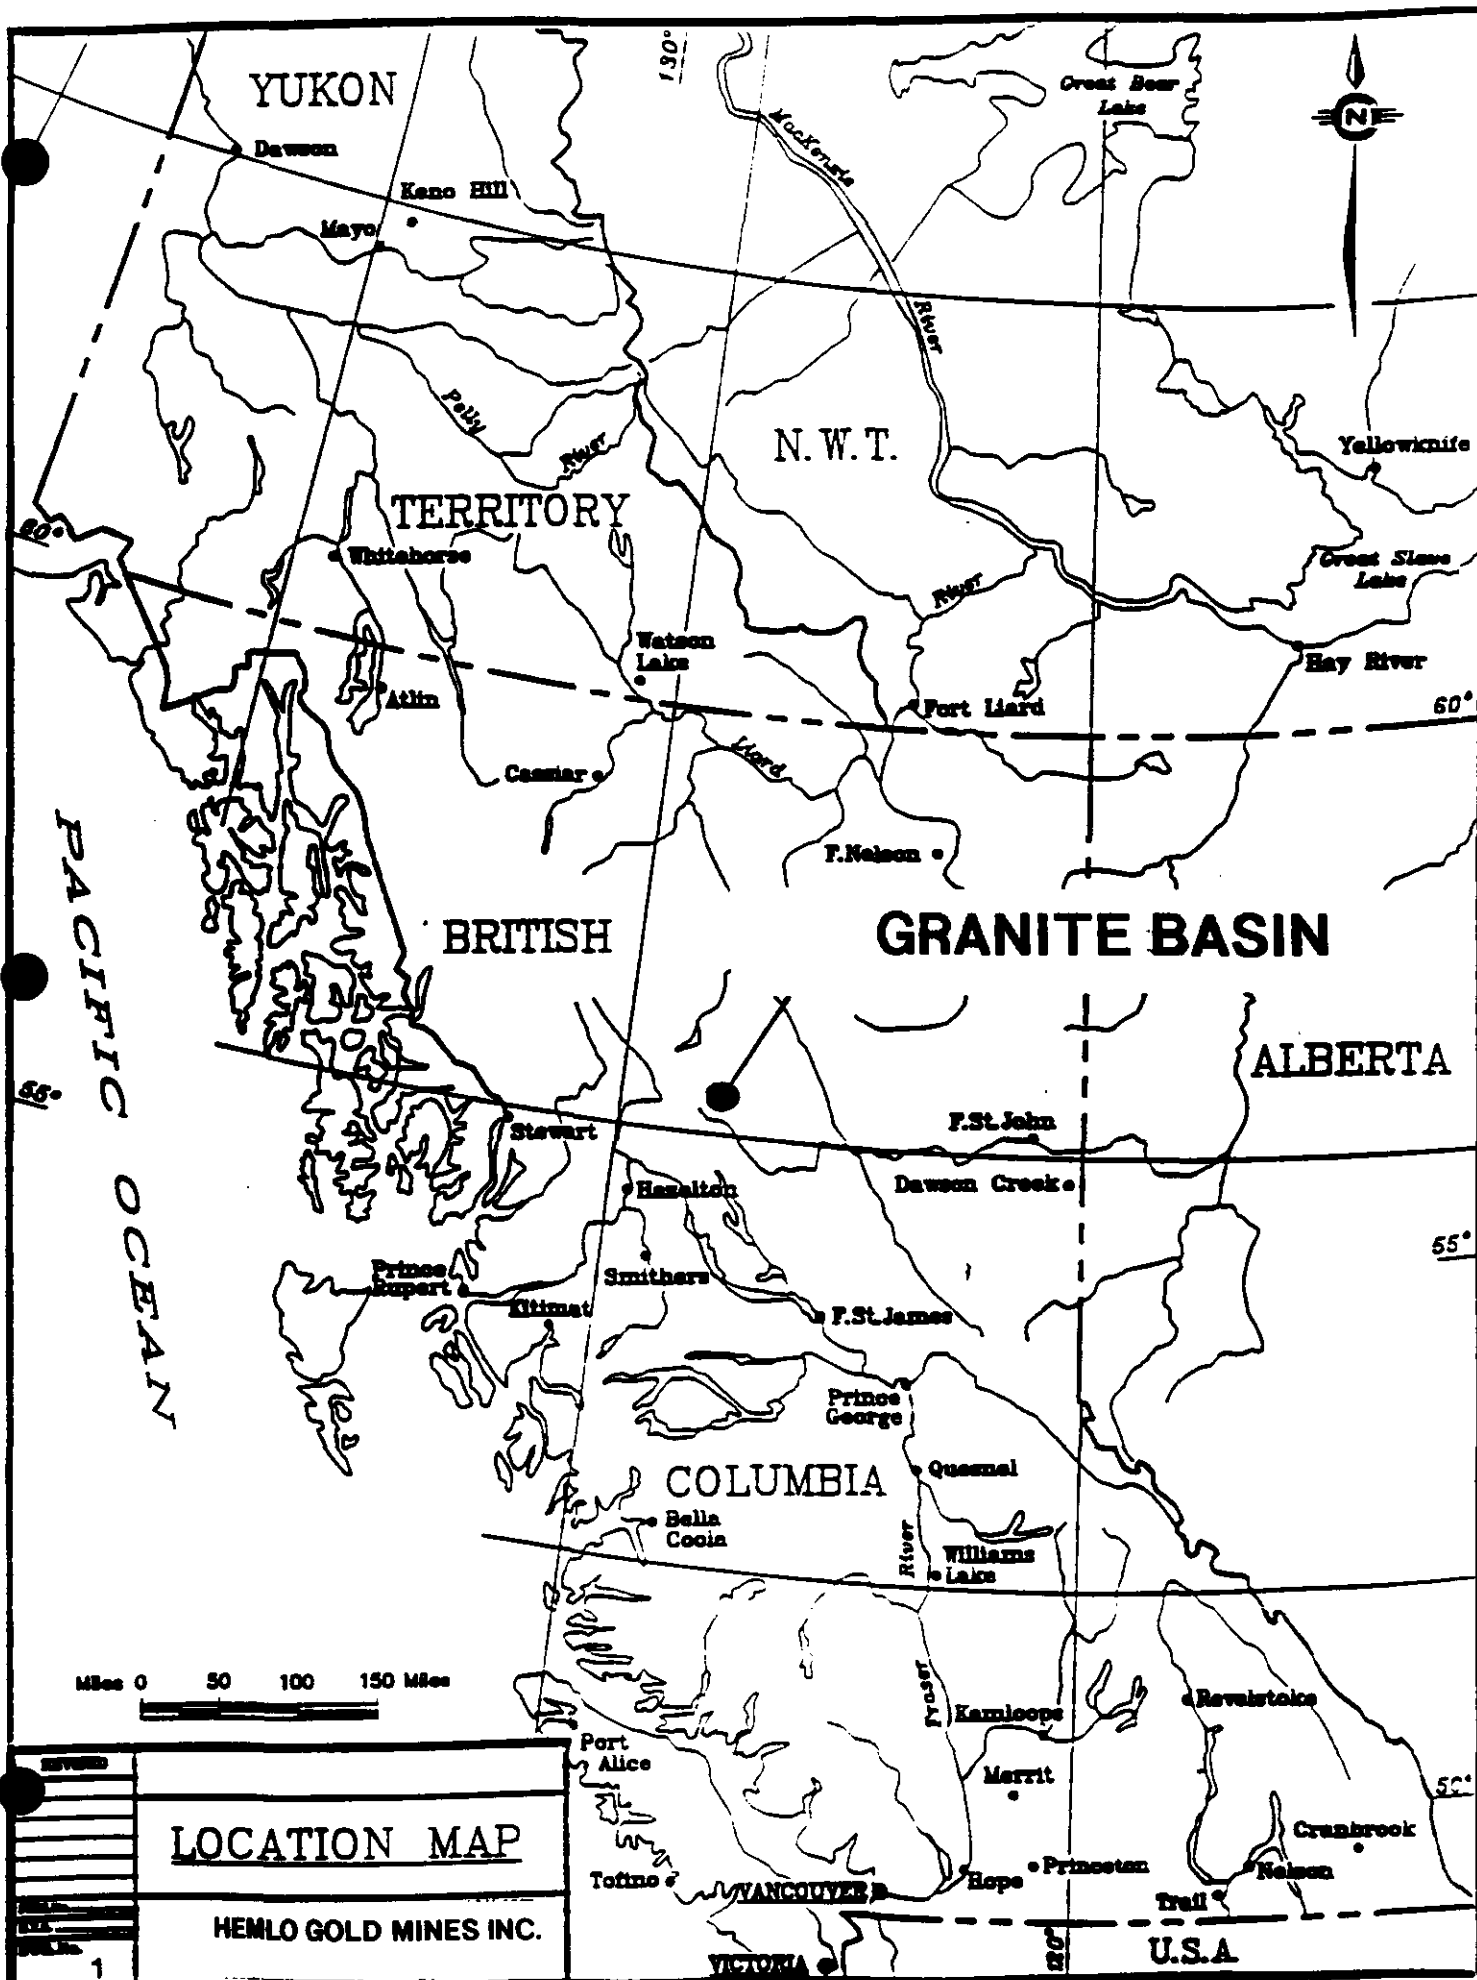 YUKON
130°
Great Bear
Lake
N
MacKenzie
Dawson
Keno Hill
Mayo
River
Pelly
River
N.W.T.
Yellowknife
TERRITORY
60°
Whitehorse
Great Slave
Lake
River
Watson
Lake
Hay River
Atlin
Fort Liard
60°
Liard
Cassiar
F.Nelson
PACIFIC OCEAN
BRITISH
GRANITE BASIN
ALBERTA
55°
Stewart
F.St.John
Dawson Creek
Hazelton
55°
Prince
Rupert
Smithers
Kitimat
F.St.James
Prince
George
COLUMBIA
Quesnel
Bella
Coola
River
Williams
Lake
Miles 0 50 100 150 Miles
Fraser
Kamloops
Revelstoke
Port
Alice
Merrit
50°
REVISED
LOCATION MAP
Cranbrook
Tofino
VANCOUVER
Hope
Princeton
Nelson
Trail
HEMLO GOLD MINES INC.
1
VICTORIA
120°
U.S.A.